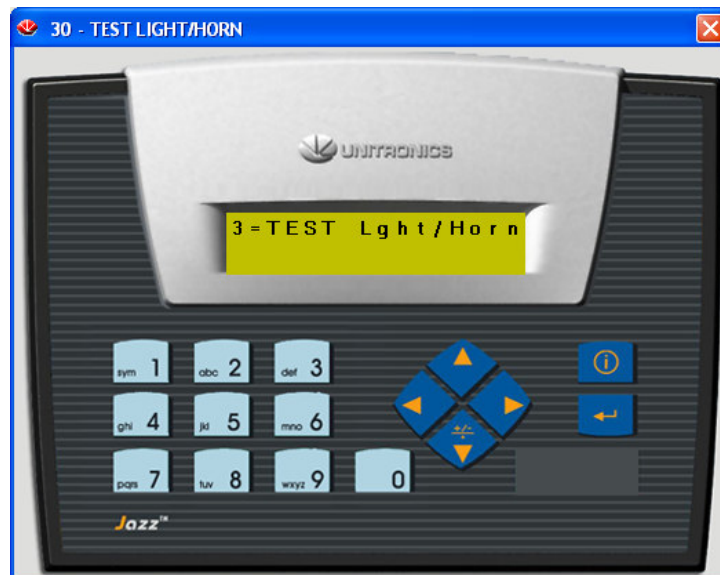 30 - TEST LIGHT/HORN
UNITRONICS
3=TEST Lght/Horn
sym 1 abc 2 def 3
ghi 4 jkl 5 mno 6
+/-
pqrs 7 tuv 8 wxyz 9 0
Jazz™